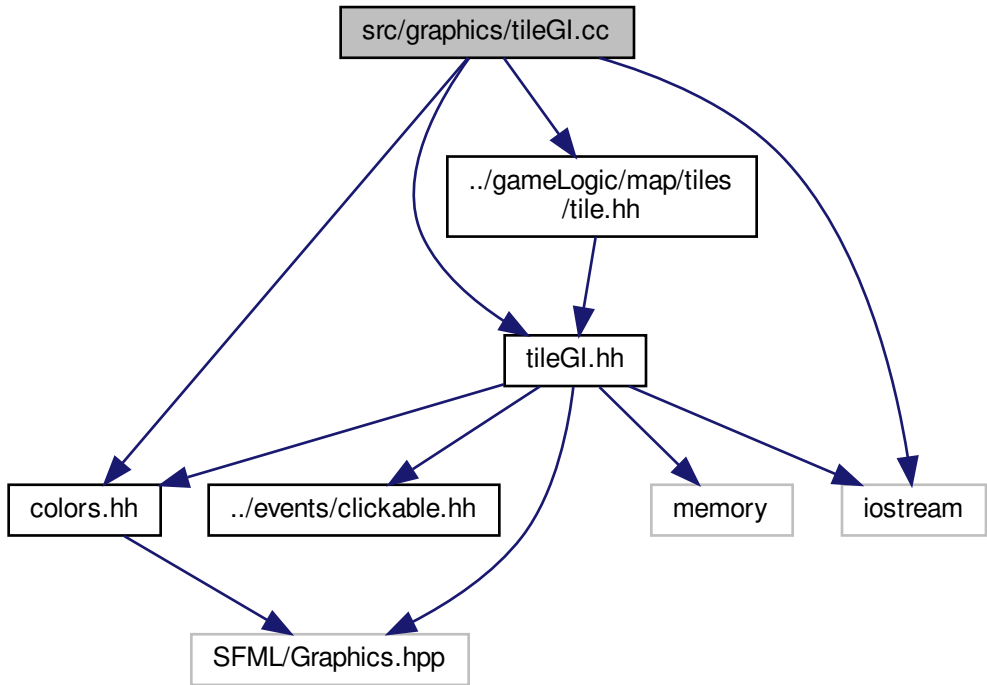 src/graphics/tileGI.cc
../gameLogic/map/tiles
/tile.hh
tileGI.hh
colors.hh
../events/clickable.hh
memory
iostream
SFML/Graphics.hpp